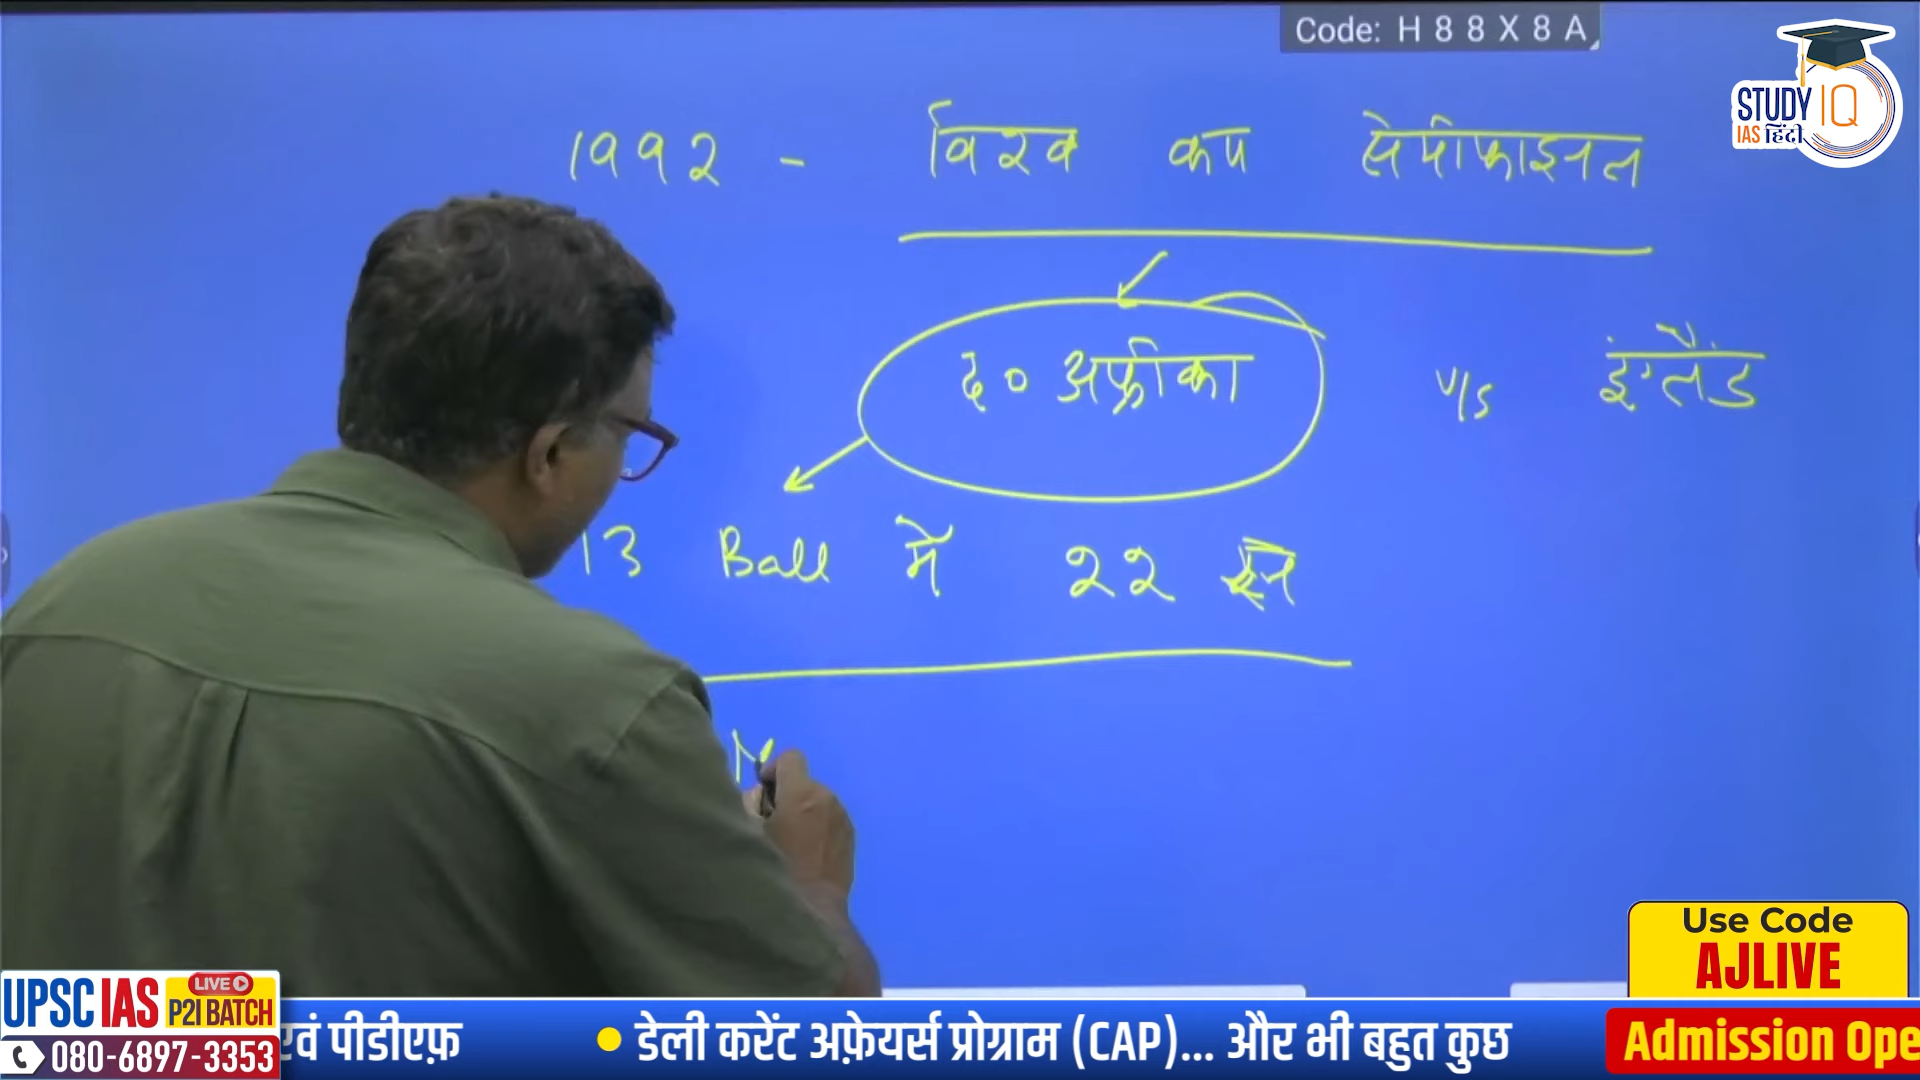 Code: H 8 8 X 8 A
STUDY IQ
IAS हिंदी
1992 - विश्व कप सेमीफाइनल
द० अफ्रीका v/s इंग्लैंड
13 Ball में 22 रन
UPSC IAS LIVE P2I BATCH
080-6897-3353
एवं पीडीएफ़ • डेली करेंट अफ़ेयर्स प्रोग्राम (CAP)... और भी बहुत कुछ
Use Code
AJLIVE
Admission Ope